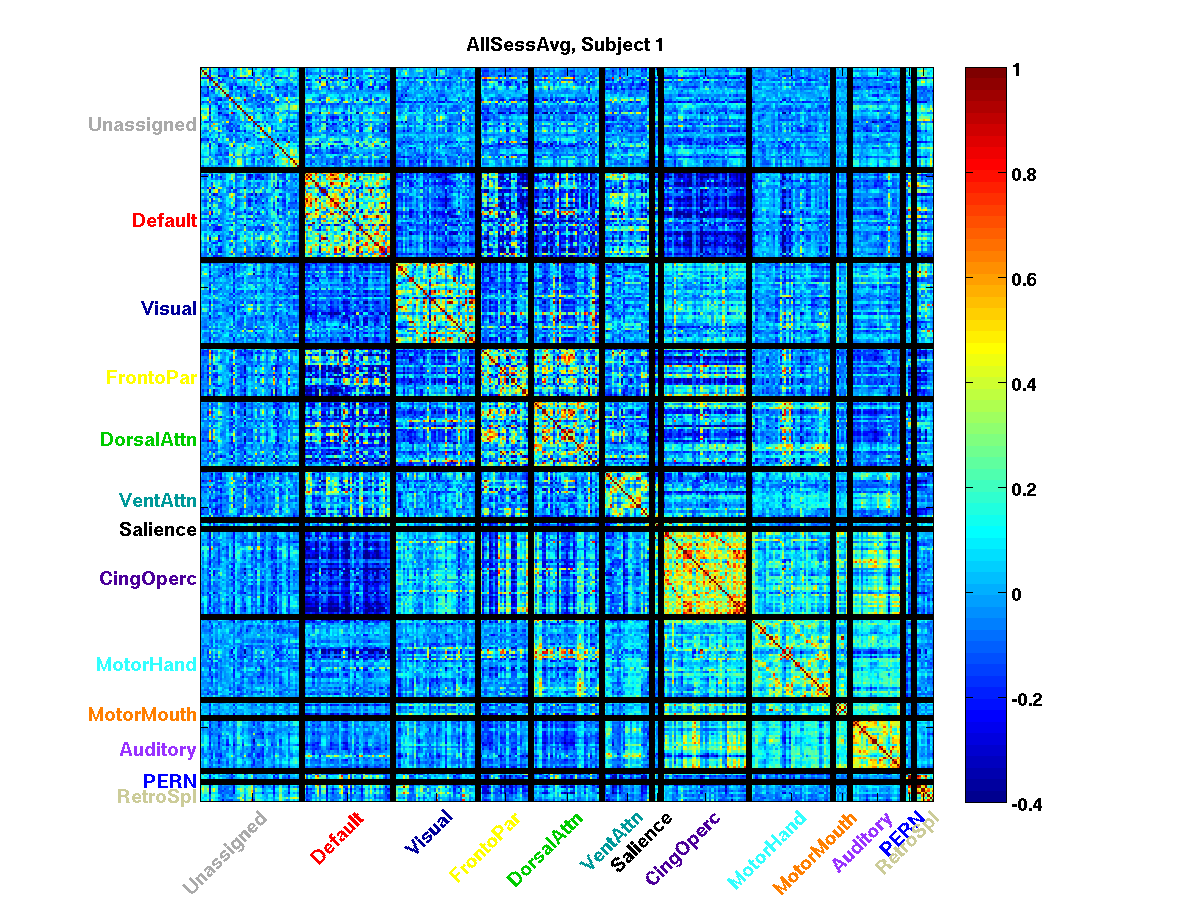 AllSessAvg, Subject 1
Unassigned
Default
Visual
FrontoPar
DorsalAttn
VentAttn
Salience
CingOperc
MotorHand
MotorMouth
Auditory
PERN
RetroSpl
1
0.8
0.6
0.4
0.2
0
-0.2
-0.4
Unassigned
Default
Visual
FrontoPar
DorsalAttn
VentAttn
Salience
CingOperc
MotorHand
MotorMouth
Auditory
PERN
RetroSpl